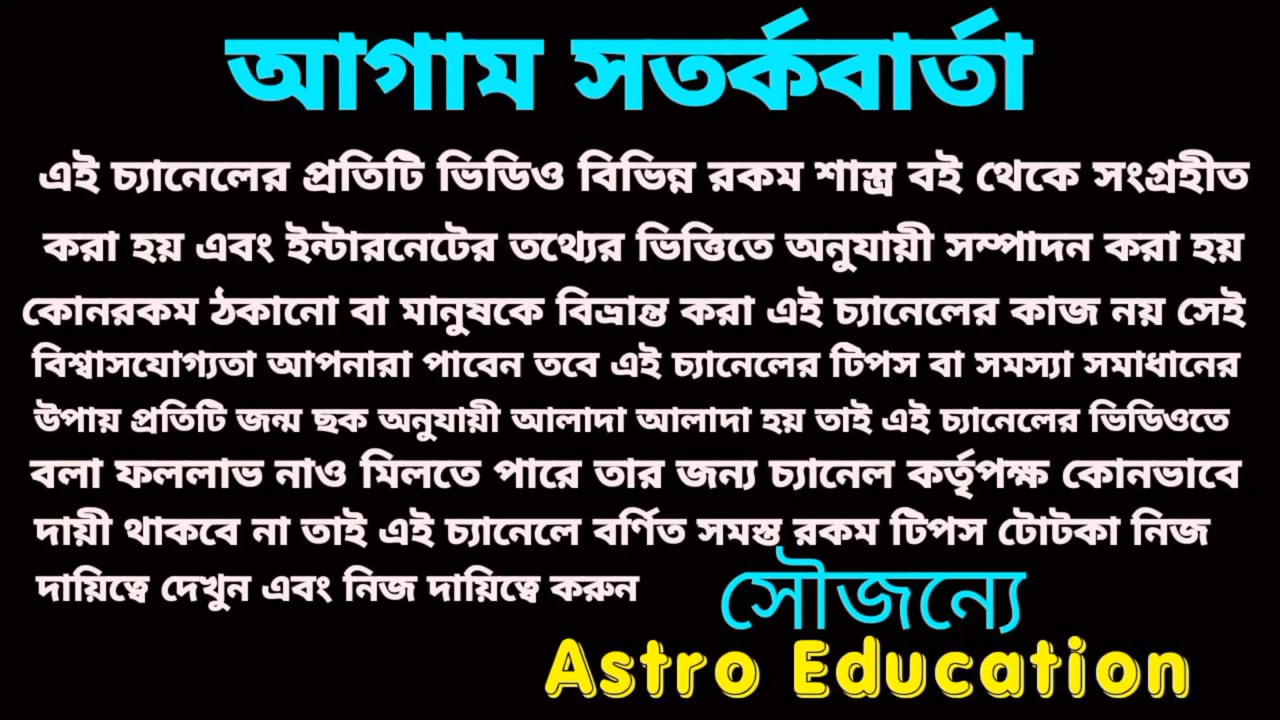 আগাম সতর্কবার্তা
এই চ্যানেলের প্রতিটি ভিডিও বিভিন্ন রকম শাস্ত্র বই থেকে সংগ্রহীত
করা হয় এবং ইন্টারনেটের তথ্যের ভিত্তিতে অনুযায়ী সম্পাদন করা হয়
কোনরকম ঠকানো বা মানুষকে বিভ্রান্ত করা এই চ্যানেলের কাজ নয় সেই
বিশ্বাসযোগ্যতা আপনারা পাবেন তবে এই চ্যানেলের টিপস বা সমস্যা সমাধানের
উপায় প্রতিটি জন্ম ছক অনুযায়ী আলাদা আলাদা হয় তাই এই চ্যানেলের ভিডিওতে
বলা ফললাভ নাও মিলতে পারে তার জন্য চ্যানেল কর্তৃপক্ষ কোনভাবে
দায়ী থাকবে না তাই এই চ্যানেলে বর্ণিত সমস্ত রকম টিপস টোটকা নিজ
দায়িত্বে দেখুন এবং নিজ দায়িত্বে করুন
সৌজন্যে
Astro Education